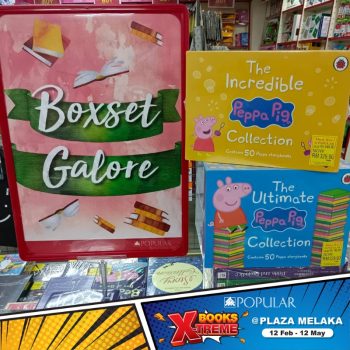 Boxset
Galore
POPULAR
The
Incredible
Peppa Pig
Collection
Contains 50 Peppa storybooks
The
Ultimate
Peppa Pig
Collection
Contains 50 Peppa storybooks
POPULAR
BOOKS
XTREME
@PLAZA MELAKA
12 Feb - 12 May